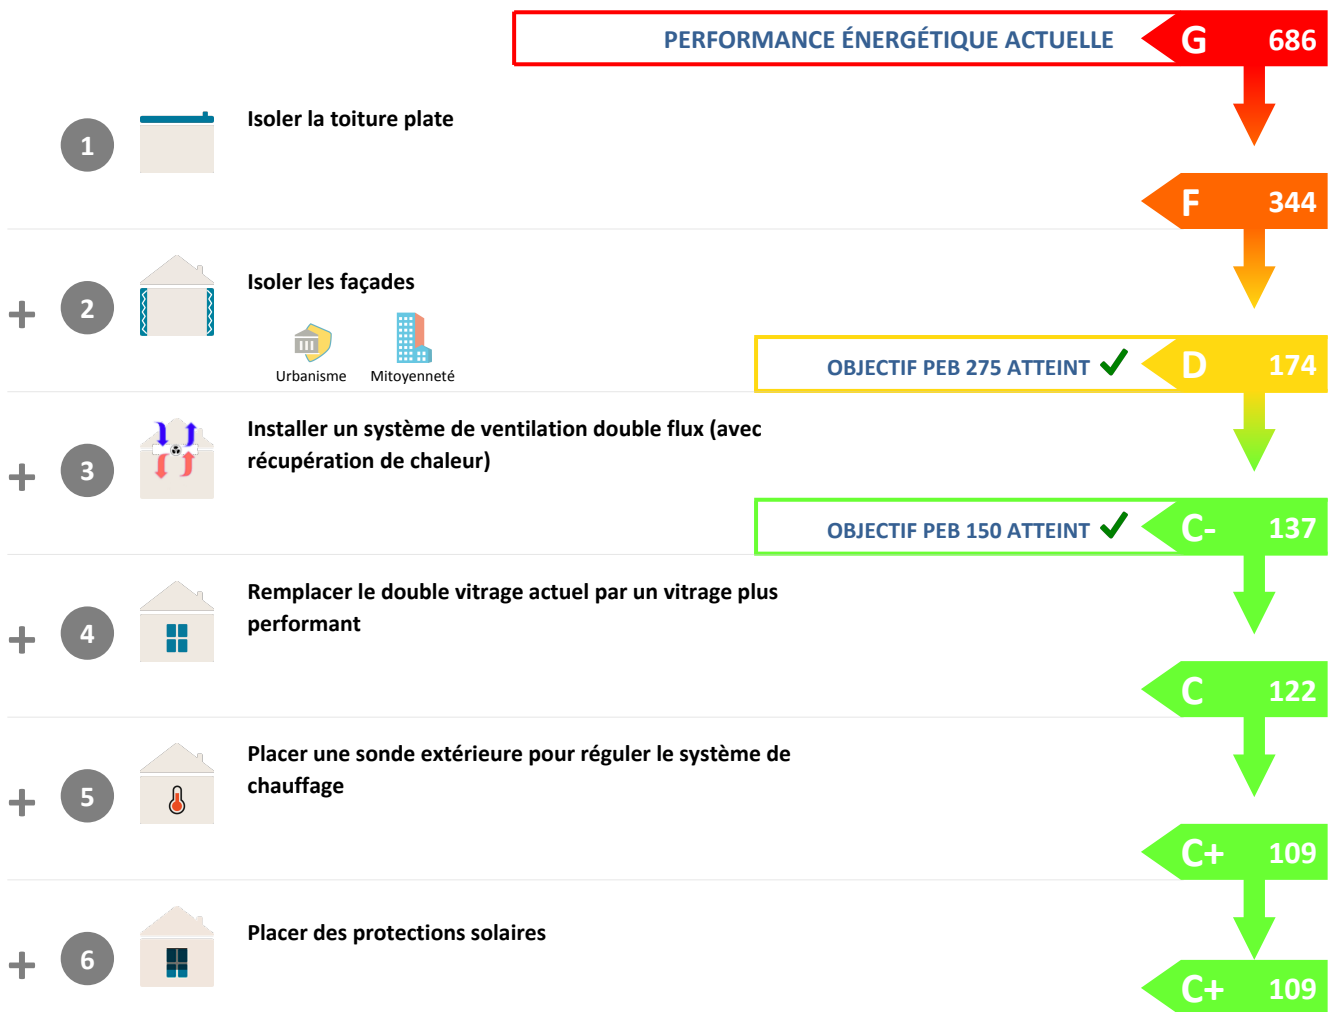 PERFORMANCE ÉNERGÉTIQUE ACTUELLE G 686
1 Isoler la toiture plate
F 344
+ 2 Isoler les façades
Urbanisme Mitoyenneté
OBJECTIF PEB 275 ATTEINT D 174
+ 3 Installer un système de ventilation double flux (avec
récupération de chaleur)
OBJECTIF PEB 150 ATTEINT C- 137
+ 4 Remplacer le double vitrage actuel par un vitrage plus
performant
C 122
+ 5 Placer une sonde extérieure pour réguler le système de
chauffage
C+ 109
+ 6 Placer des protections solaires
C+ 109